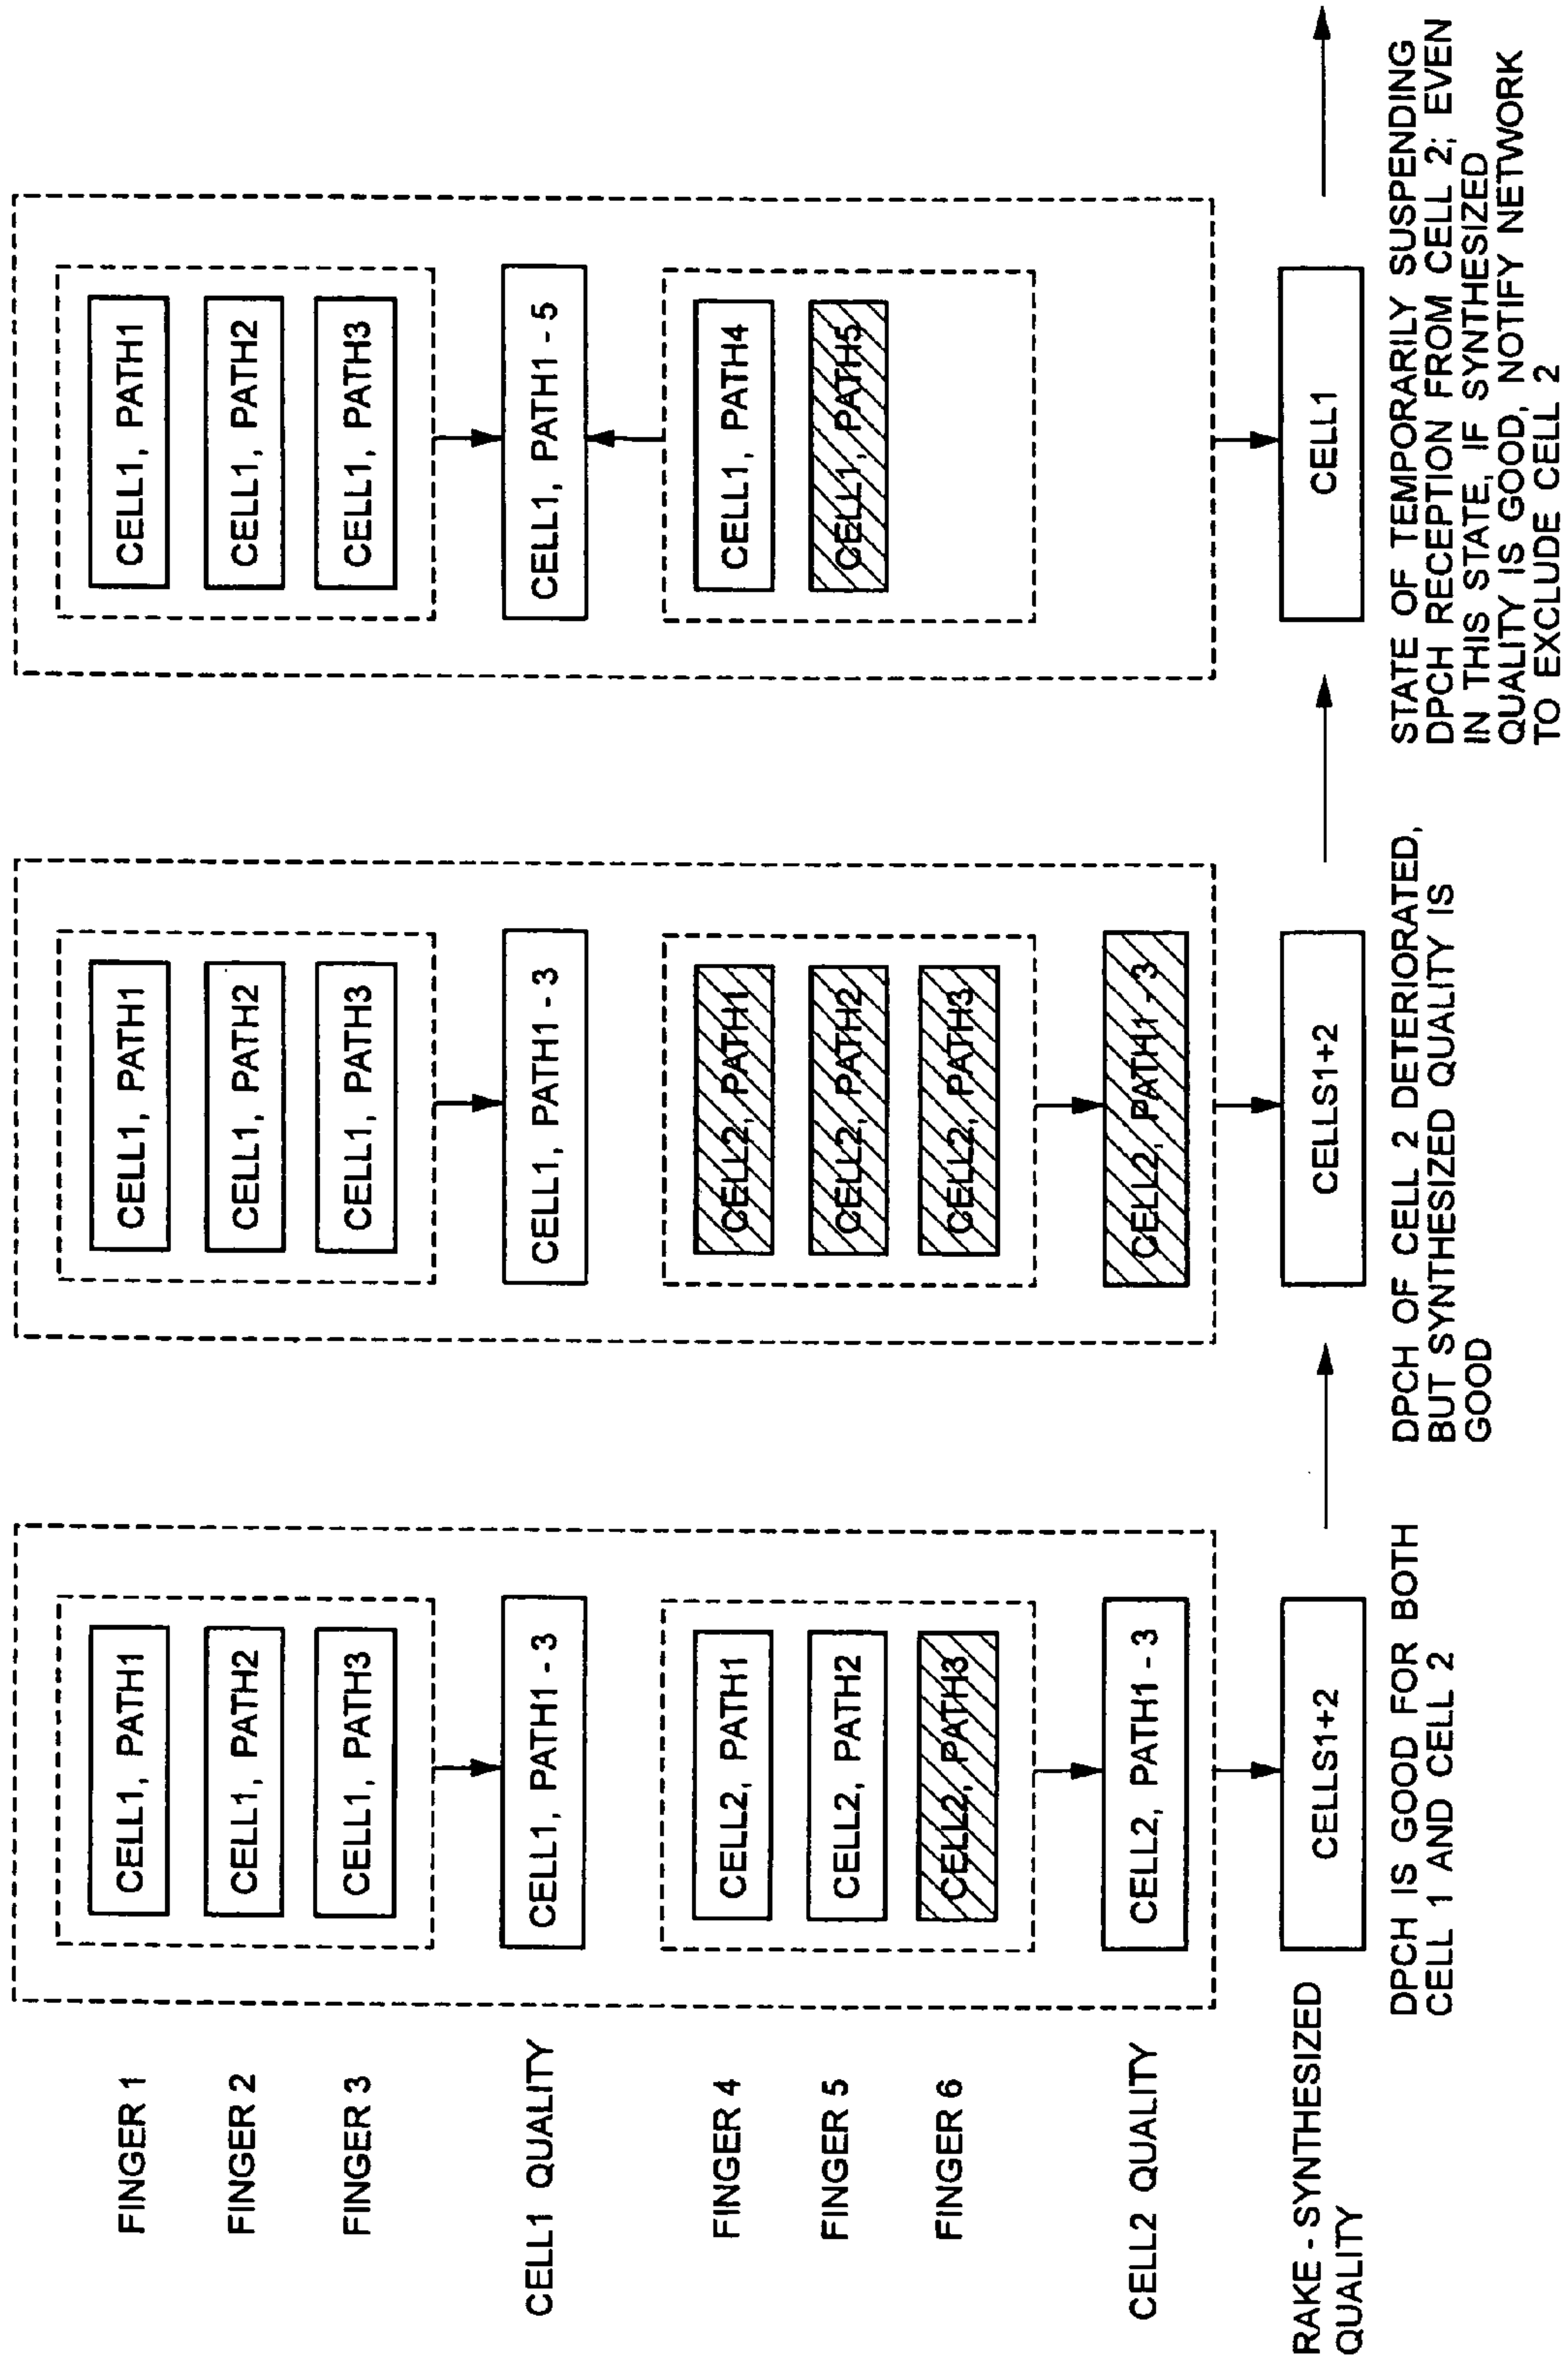 FINGER 1
FINGER 2
FINGER 3
CELL1 QUALITY
FINGER 4
FINGER 5
FINGER 6
CELL2 QUALITY
RAKE - SYNTHESIZED
QUALITY
CELL1, PATH1
CELL1, PATH2
CELL1, PATH3
CELL1, PATH1 - 3
CELL2, PATH1
CELL2, PATH2
CELL2, PATH3
CELL2, PATH1 - 3
CELLS1+2
DPCH IS GOOD FOR BOTH
CELL 1 AND CELL 2
CELL1, PATH1
CELL1, PATH2
CELL1, PATH3
CELL1, PATH1 - 3
CELL2, PATH1
CELL2, PATH2
CELL2, PATH3
CELL2, PATH1 - 3
CELLS1+2
DPCH OF CELL 2 DETERIORATED,
BUT SYNTHESIZED QUALITY IS
GOOD
CELL1, PATH1
CELL1, PATH2
CELL1, PATH3
CELL1, PATH1 - 5
CELL1, PATH4
CELL1, PATH5
CELL1
STATE OF TEMPORARILY SUSPENDING
DPCH RECEPTION FROM CELL 2; EVEN
IN THIS STATE, IF SYNTHESIZED
QUALITY IS GOOD, NOTIFY NETWORK
TO EXCLUDE CELL 2